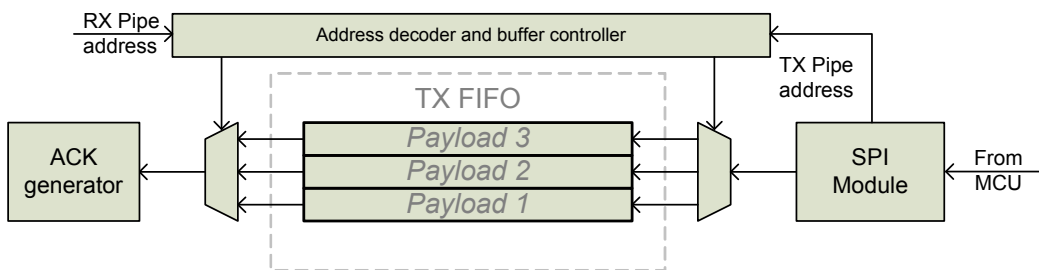 RX Pipe
address
Address decoder and buffer controller
TX Pipe
address
TX FIFO
Payload 3
Payload 2
Payload 1
ACK
generator
SPI
Module
From
MCU